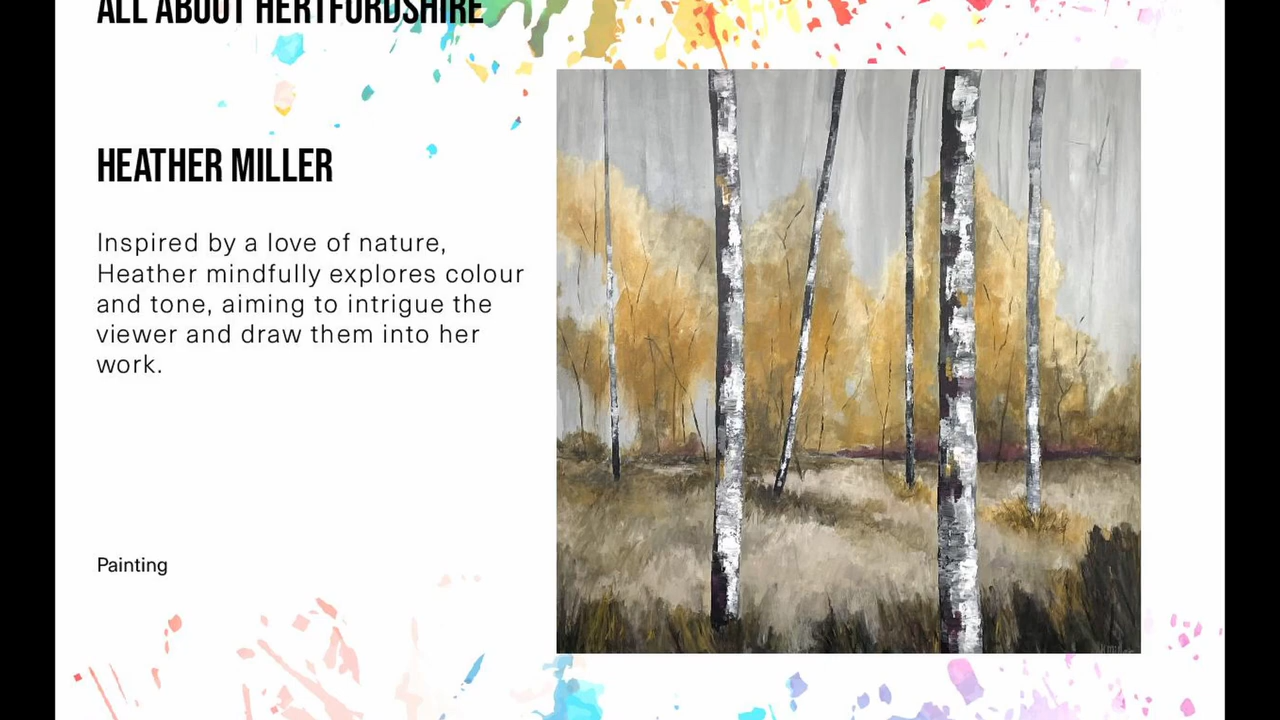 ALL ABOUT HERTFORDSHIRE
HEATHER MILLER
Inspired by a love of nature,
Heather mindfully explores colour
and tone, aiming to intrigue the
viewer and draw them into her
work.
Painting